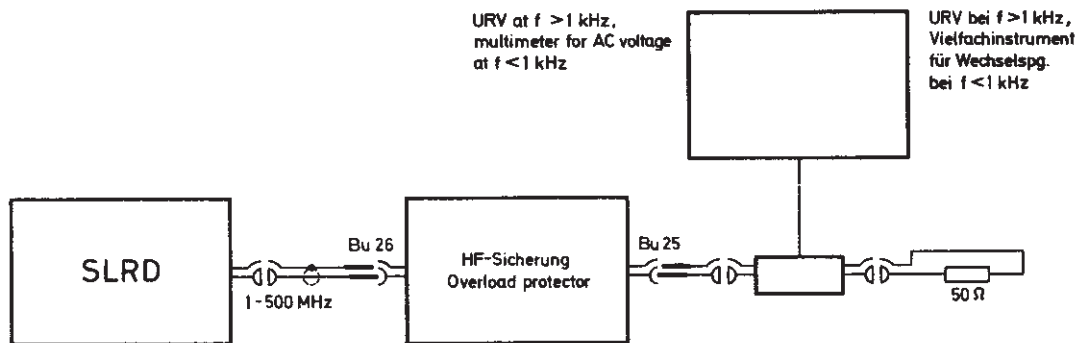 URV at f >1 kHz,
multimeter for AC voltage
at f <1 kHz
URV bei f >1 kHz,
Vielfachinstrument
für Wechselspg.
bei f <1 kHz
SLRD
1-500 MHz
Bu 26
HF-Sicherung
Overload protector
Bu 25
50 Ω